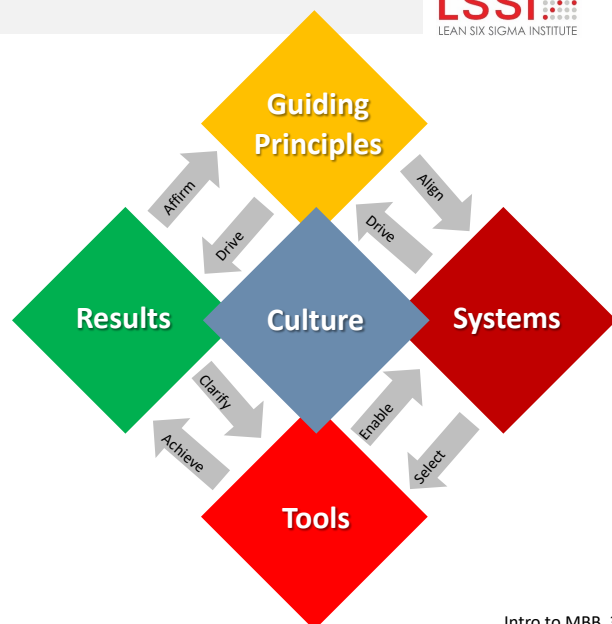 LSSI
LEAN SIX SIGMA INSTITUTE
Guiding
Principles
Affirm
Align
Drive
Drive
Results
Culture
Systems
Clarify
Enable
Achieve
Select
Tools
Intro to MBB